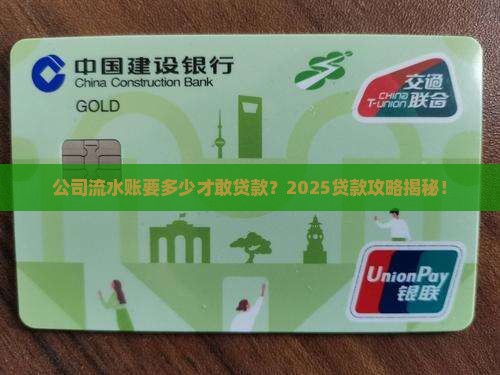 中国建设银行
China Construction Bank
GOLD
交通
CHINA
T-UNION 联合
公司流水账要多少才敢贷款？2025贷款攻略揭秘！
UnionPay
银联